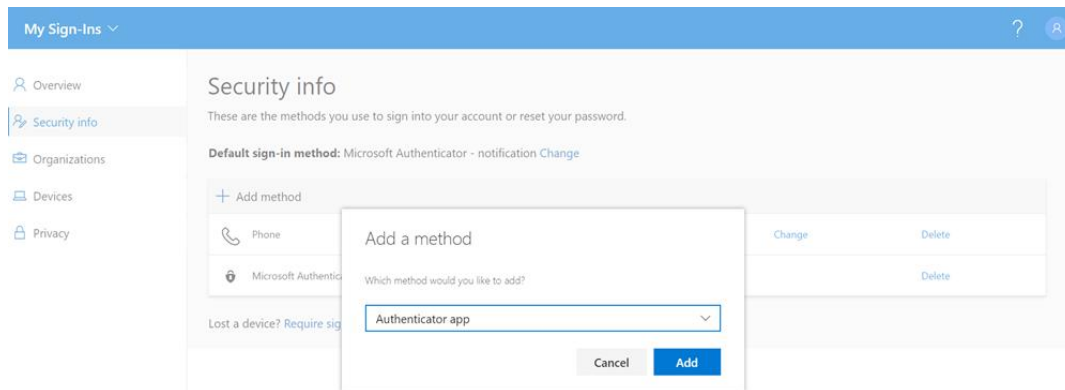 My Sign-Ins
?
Overview
Security info
Organizations
Devices
Privacy
Security info
These are the methods you use to sign into your account or reset your password.
Default sign-in method: Microsoft Authenticator - notification Change
+ Add method
Phone Change Delete
Microsoft Delete
Lost a device? Require
Add a method
Which method would you like to add?
Authenticator app
Cancel Add